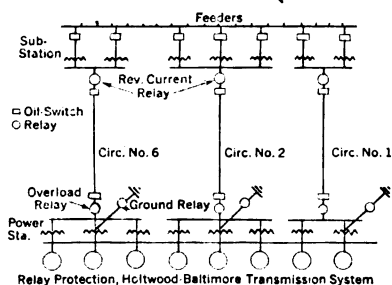 Feeders
Sub-
Station
Rev. Current
Relay
Oil-Switch
Relay
Circ. No. 6
Circ. No. 2
Circ. No. 1
Overload
Relay
Ground Relay
Power
Sta.
Relay Protection, Holtwood-Baltimore Transmission System